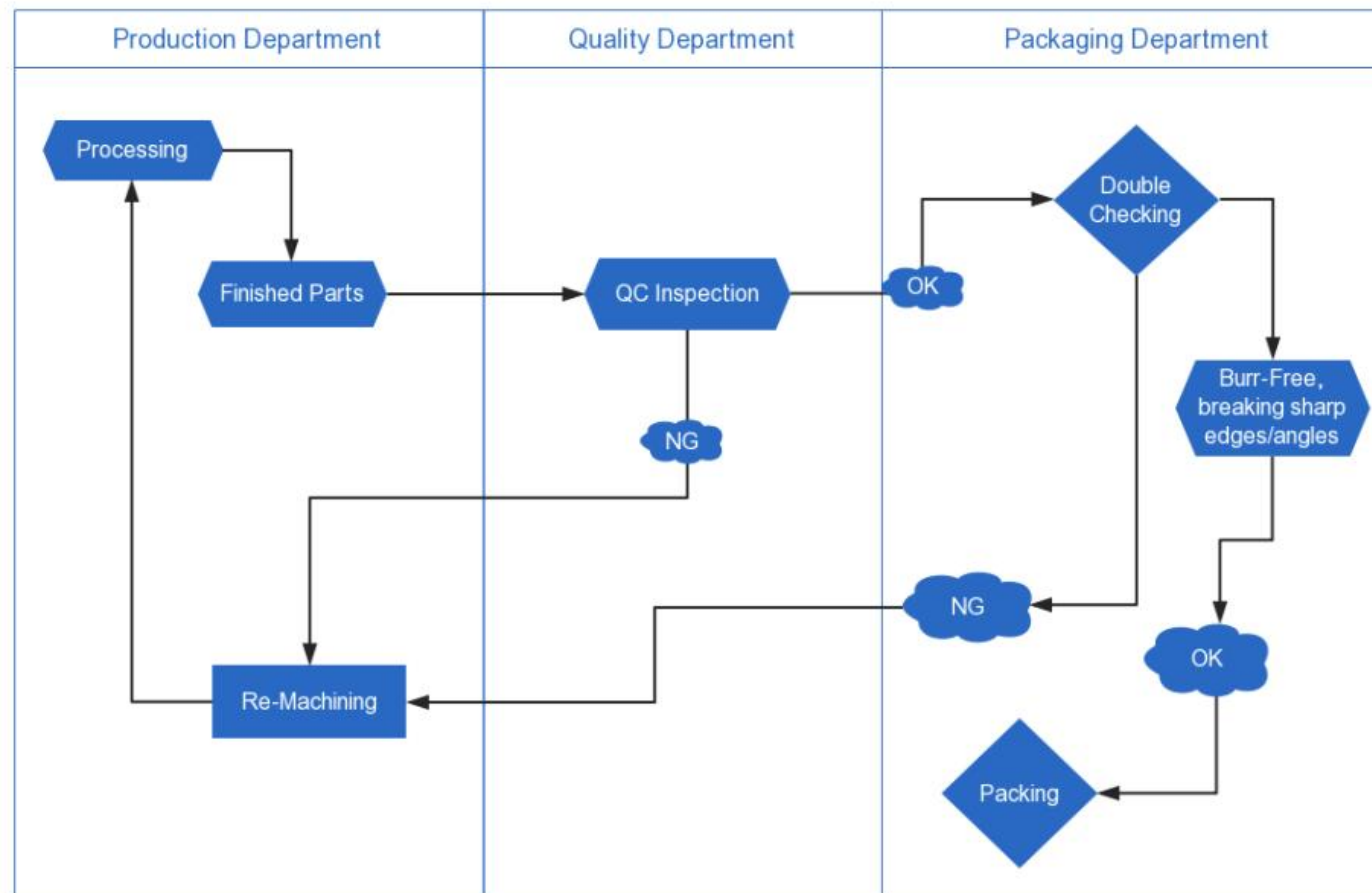 Production Department
Quality Department
Packaging Department
Processing
Double
Checking
Finished Parts
QC Inspection
OK
Burr-Free,
breaking sharp
edges/angles
NG
NG
OK
Re-Machining
Packing